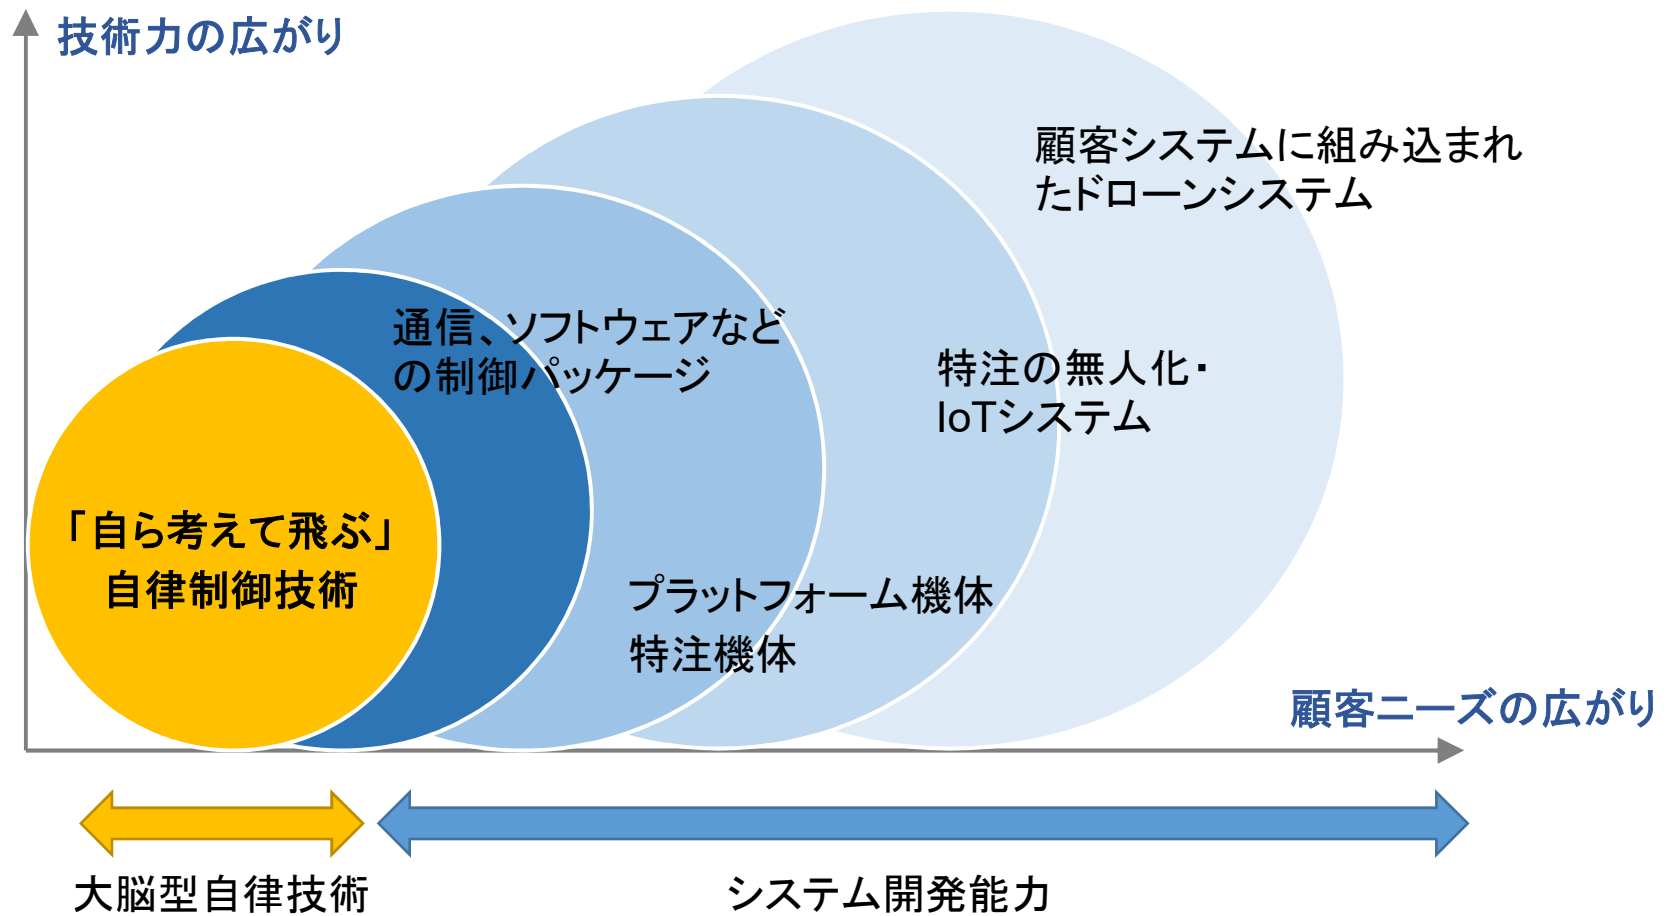 技術力の広がり
顧客システムに組み込まれ
たドローンシステム
通信、ソフトウェアなど
の制御パッケージ
特注の無人化・
IoTシステム
「自ら考えて飛ぶ」
自律制御技術
プラットフォーム機体
特注機体
顧客ニーズの広がり
大脳型自律技術
システム開発能力